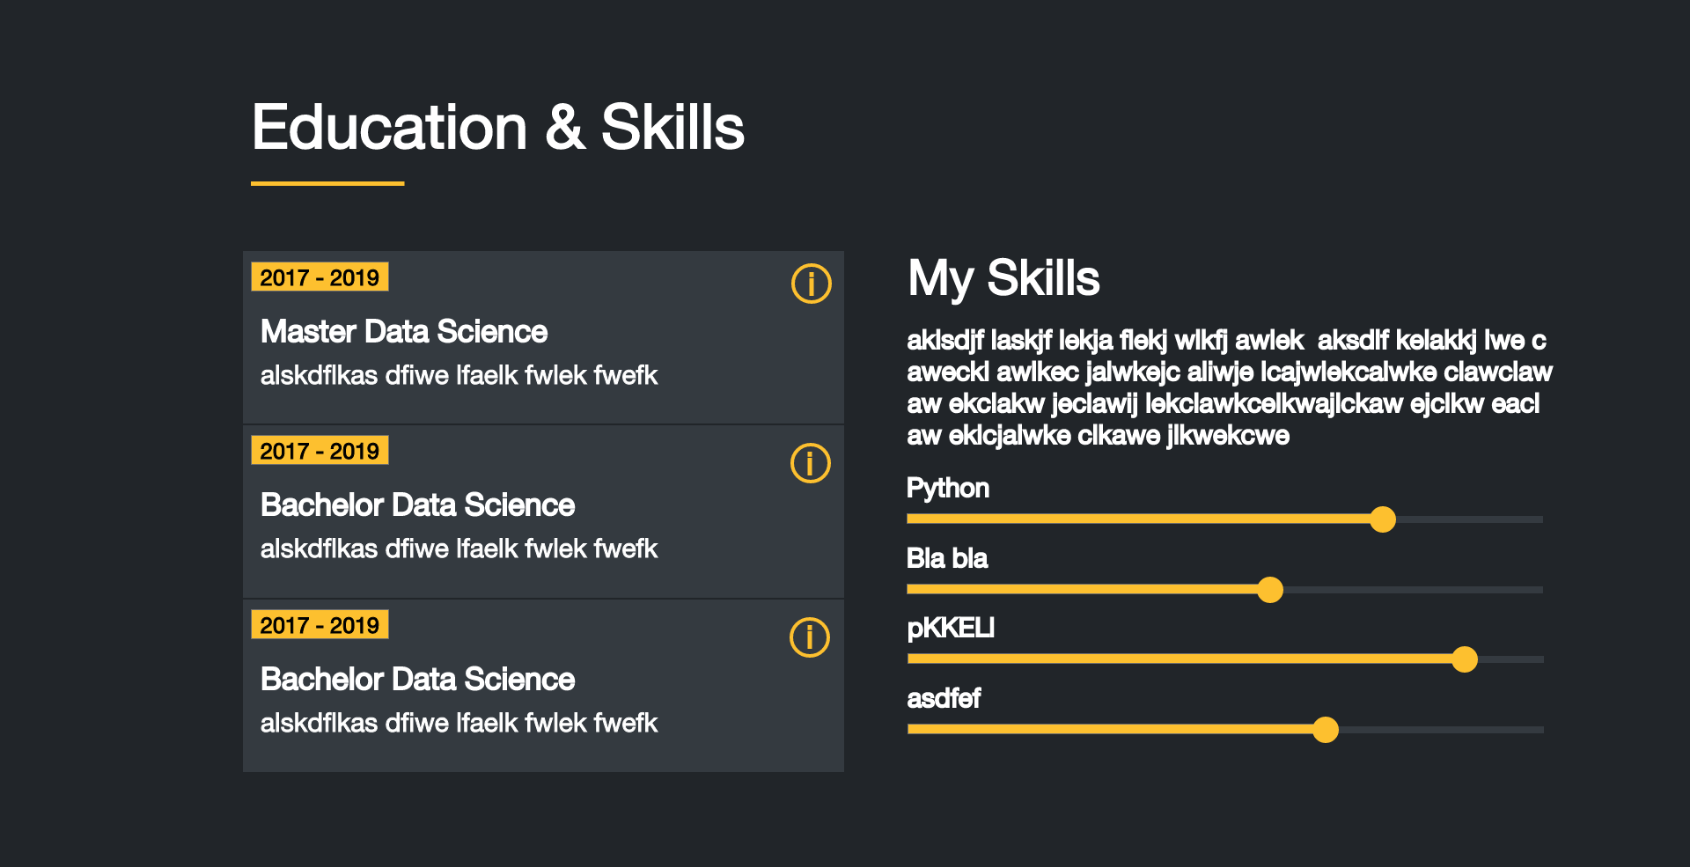 Education & Skills
2017 - 2019
i
Master Data Science
alskdflkas dfiwe lfaelk fwlek fwefk
2017 - 2019
i
Bachelor Data Science
alskdflkas dfiwe lfaelk fwlek fwefk
2017 - 2019
i
Bachelor Data Science
alskdflkas dfiwe lfaelk fwlek fwefk
My Skills
aklsdjf laskjf lekja flekj wlkfj awlek  aksdlf kelakkj lwe c
aweckl awlkec jalwkejc aliwje lcajwlekcalwke clawclaw
aw ekclakw jeclawij lekclawkcelkwajlckaw ejclkw eacl
aw eklcjalwke clkawe jlkwekcwe
Python
Bla bla
pKKELl
asdfef